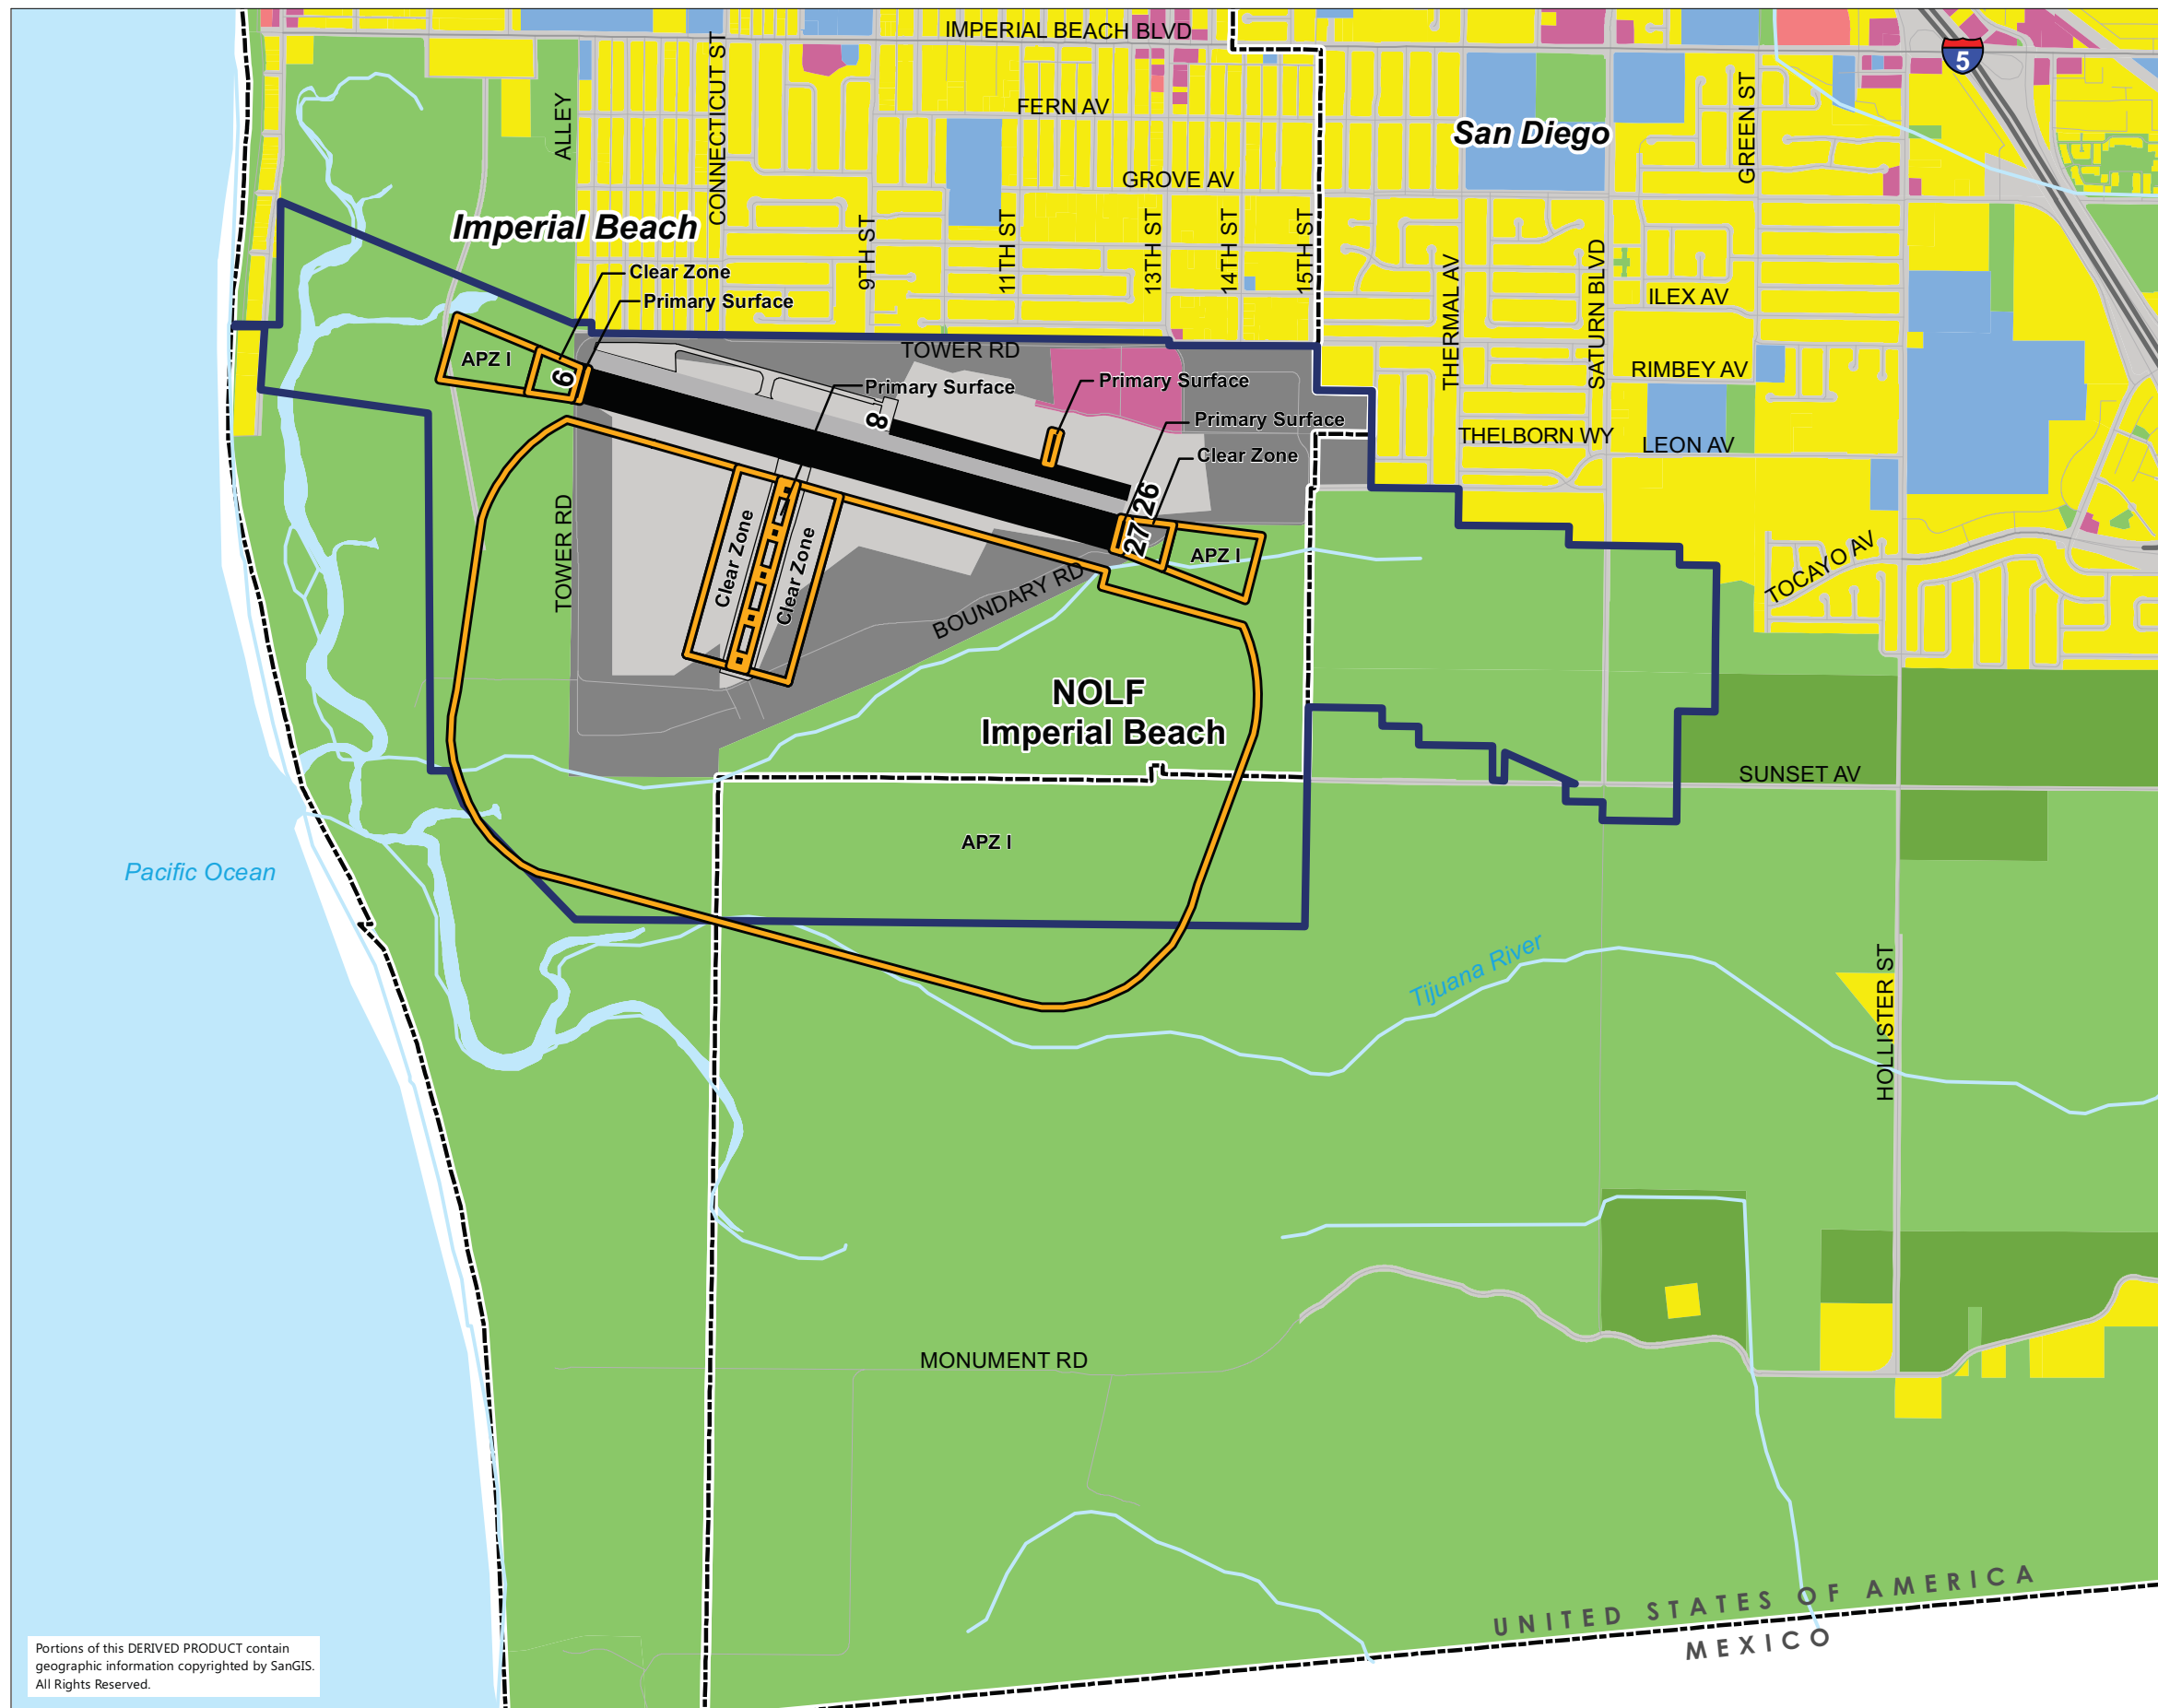 IMPERIAL BEACH BLVD
5
CONNECTICUT ST
ALLEY
FERN AV
San Diego
GREEN ST
GROVE AV
Imperial Beach
9TH ST
11TH ST
13TH ST
14TH ST
15TH ST
THERMAL AV
SATURN BLVD
Clear Zone
Primary Surface
ILEX AV
TOWER RD
APZ I
9
RIMBEY AV
Primary Surface
Primary Surface
8
Primary Surface
THELBORN WY
LEON AV
Clear Zone
26
27
APZ I
TOWER RD
Clear Zone
Clear Zone
BOUNDARY RD
TOCAYO AV
NOLF
Imperial Beach
SUNSET AV
APZ I
Pacific Ocean
Tijuana River
HOLLISTER ST
MONUMENT RD
UNITED STATES OF AMERICA
MEXICO
Portions of this DERIVED PRODUCT contain
geographic information copyrighted by SanGIS.
All Rights Reserved.